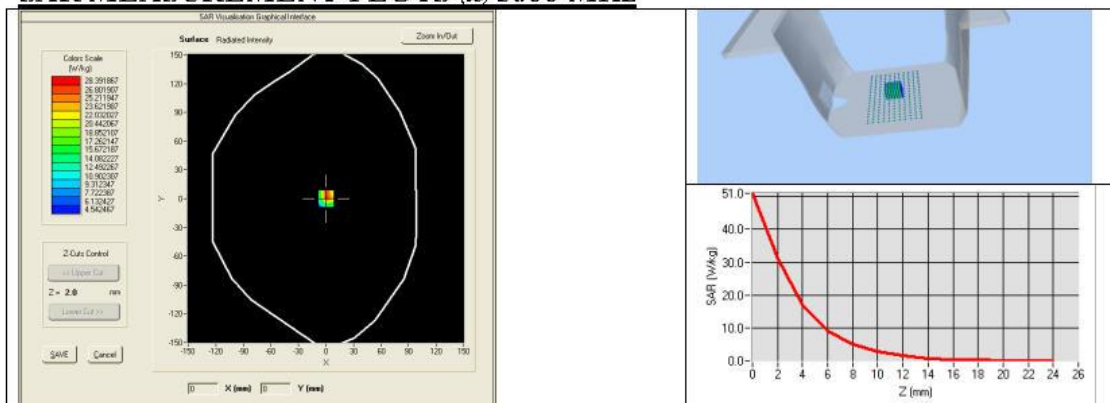 SAR Visualisation Graphical Interface
Surface Radiated Intensity
Zoom In/Out
Colors Scale
(W/kg)
28.391867
26.801907
25.211947
23.621987
22.032027
20.442067
18.852107
17.262147
15.672187
14.082227
12.492267
10.902307
9.312347
7.722387
6.132427
4.542467
Z-Cuts Control
<< Upper Cut
Z = 2.0 mm
Lower Cut >>
SAVE Cancel
150
120
90
60
30
Y 0
-30
-60
-90
-120
-150
-150 -120 -90 -60 -30 0 30 60 90 120 150
X
0 X (mm) 0 Y (mm)
51.0
40.0
30.0
20.0
10.0
0.0
SAR (W/kg)
0 2 4 6 8 10 12 14 16 18 20 22 24 26
Z (mm)